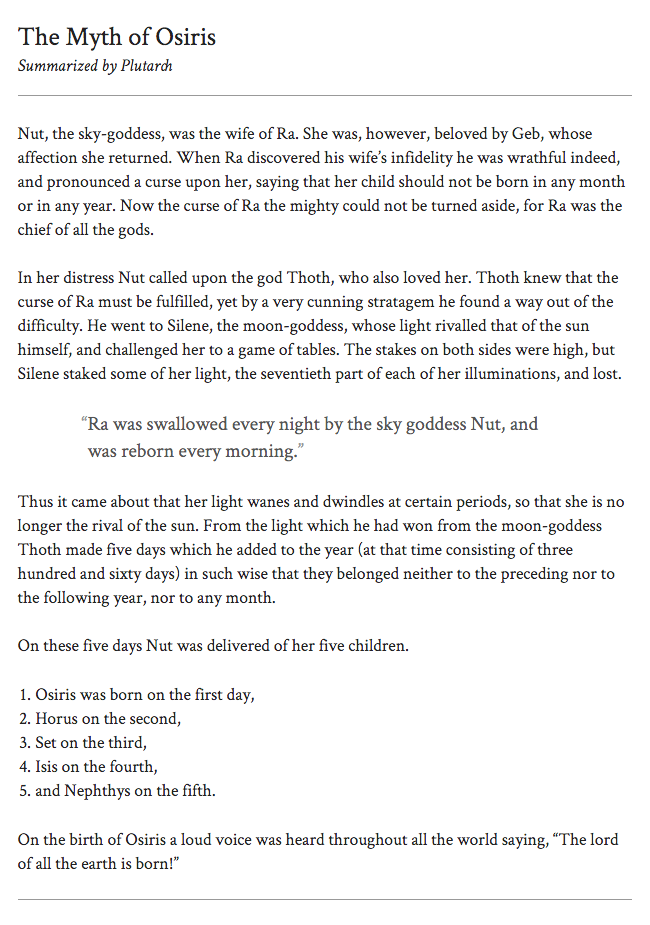 The Myth of Osiris
Summarized by Plutarch
Nut, the sky-goddess, was the wife of Ra. She was, however, beloved by Geb, whose
affection she returned. When Ra discovered his wife’s infidelity he was wrathful indeed,
and pronounced a curse upon her, saying that her child should not be born in any month
or in any year. Now the curse of Ra the mighty could not be turned aside, for Ra was the
chief of all the gods.
In her distress Nut called upon the god Thoth, who also loved her. Thoth knew that the
curse of Ra must be fulfilled, yet by a very cunning stratagem he found a way out of the
difficulty. He went to Silene, the moon-goddess, whose light rivalled that of the sun
himself, and challenged her to a game of tables. The stakes on both sides were high, but
Silene staked some of her light, the seventieth part of each of her illuminations, and lost.
“Ra was swallowed every night by the sky goddess Nut, and
was reborn every morning.”
Thus it came about that her light wanes and dwindles at certain periods, so that she is no
longer the rival of the sun. From the light which he had won from the moon-goddess
Thoth made five days which he added to the year (at that time consisting of three
hundred and sixty days) in such wise that they belonged neither to the preceding nor to
the following year, nor to any month.
On these five days Nut was delivered of her five children.
1. Osiris was born on the first day,
2. Horus on the second,
3. Set on the third,
4. Isis on the fourth,
5. and Nephthys on the fifth.
On the birth of Osiris a loud voice was heard throughout all the world saying, “The lord
of all the earth is born!”